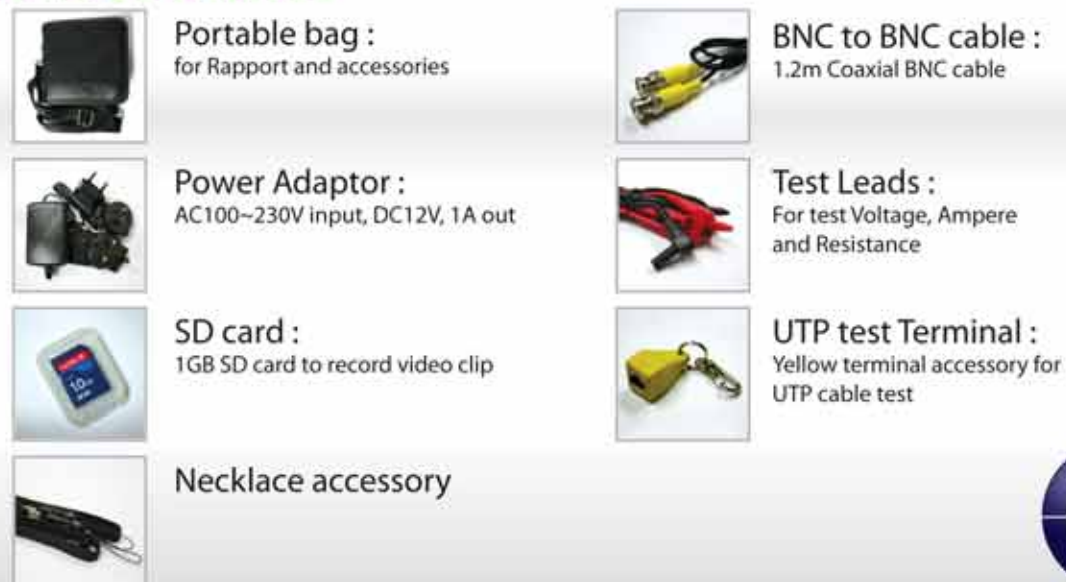 Portable bag :
for Rapport and accessories
Power Adaptor :
AC100~230V input, DC12V, 1A out
SD card :
1GB SD card to record video clip
Necklace accessory
BNC to BNC cable :
1.2m Coaxial BNC cable
Test Leads :
For test Voltage, Ampere
and Resistance
UTP test Terminal :
Yellow terminal accessory for
UTP cable test